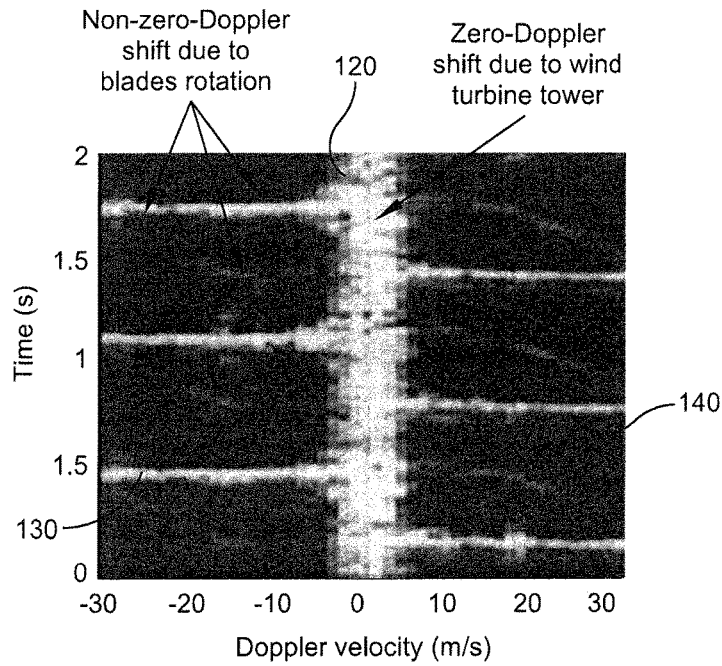 Non-zero-Doppler
shift due to
blades rotation
120
Zero-Doppler
shift due to wind
turbine tower
2
1.5
1
1.5
0
Time (s)
130
140
-30
-20
-10
0
10
20
30
Doppler velocity (m/s)